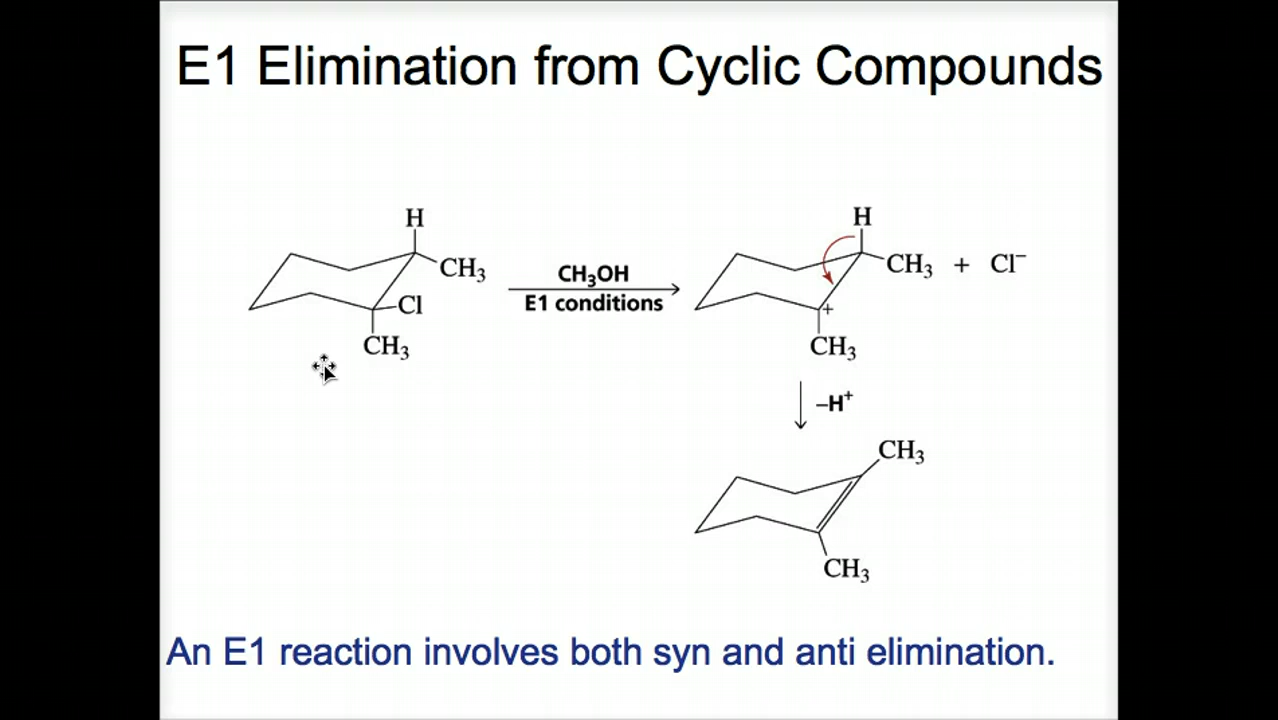 E1 Elimination from Cyclic Compounds
H
CH₃
Cl
CH₃
CH₃OH
E1 conditions
H
CH₃ + Cl⁻
+
CH₃
–H⁺
CH₃
CH₃
An E1 reaction involves both syn and anti elimination.